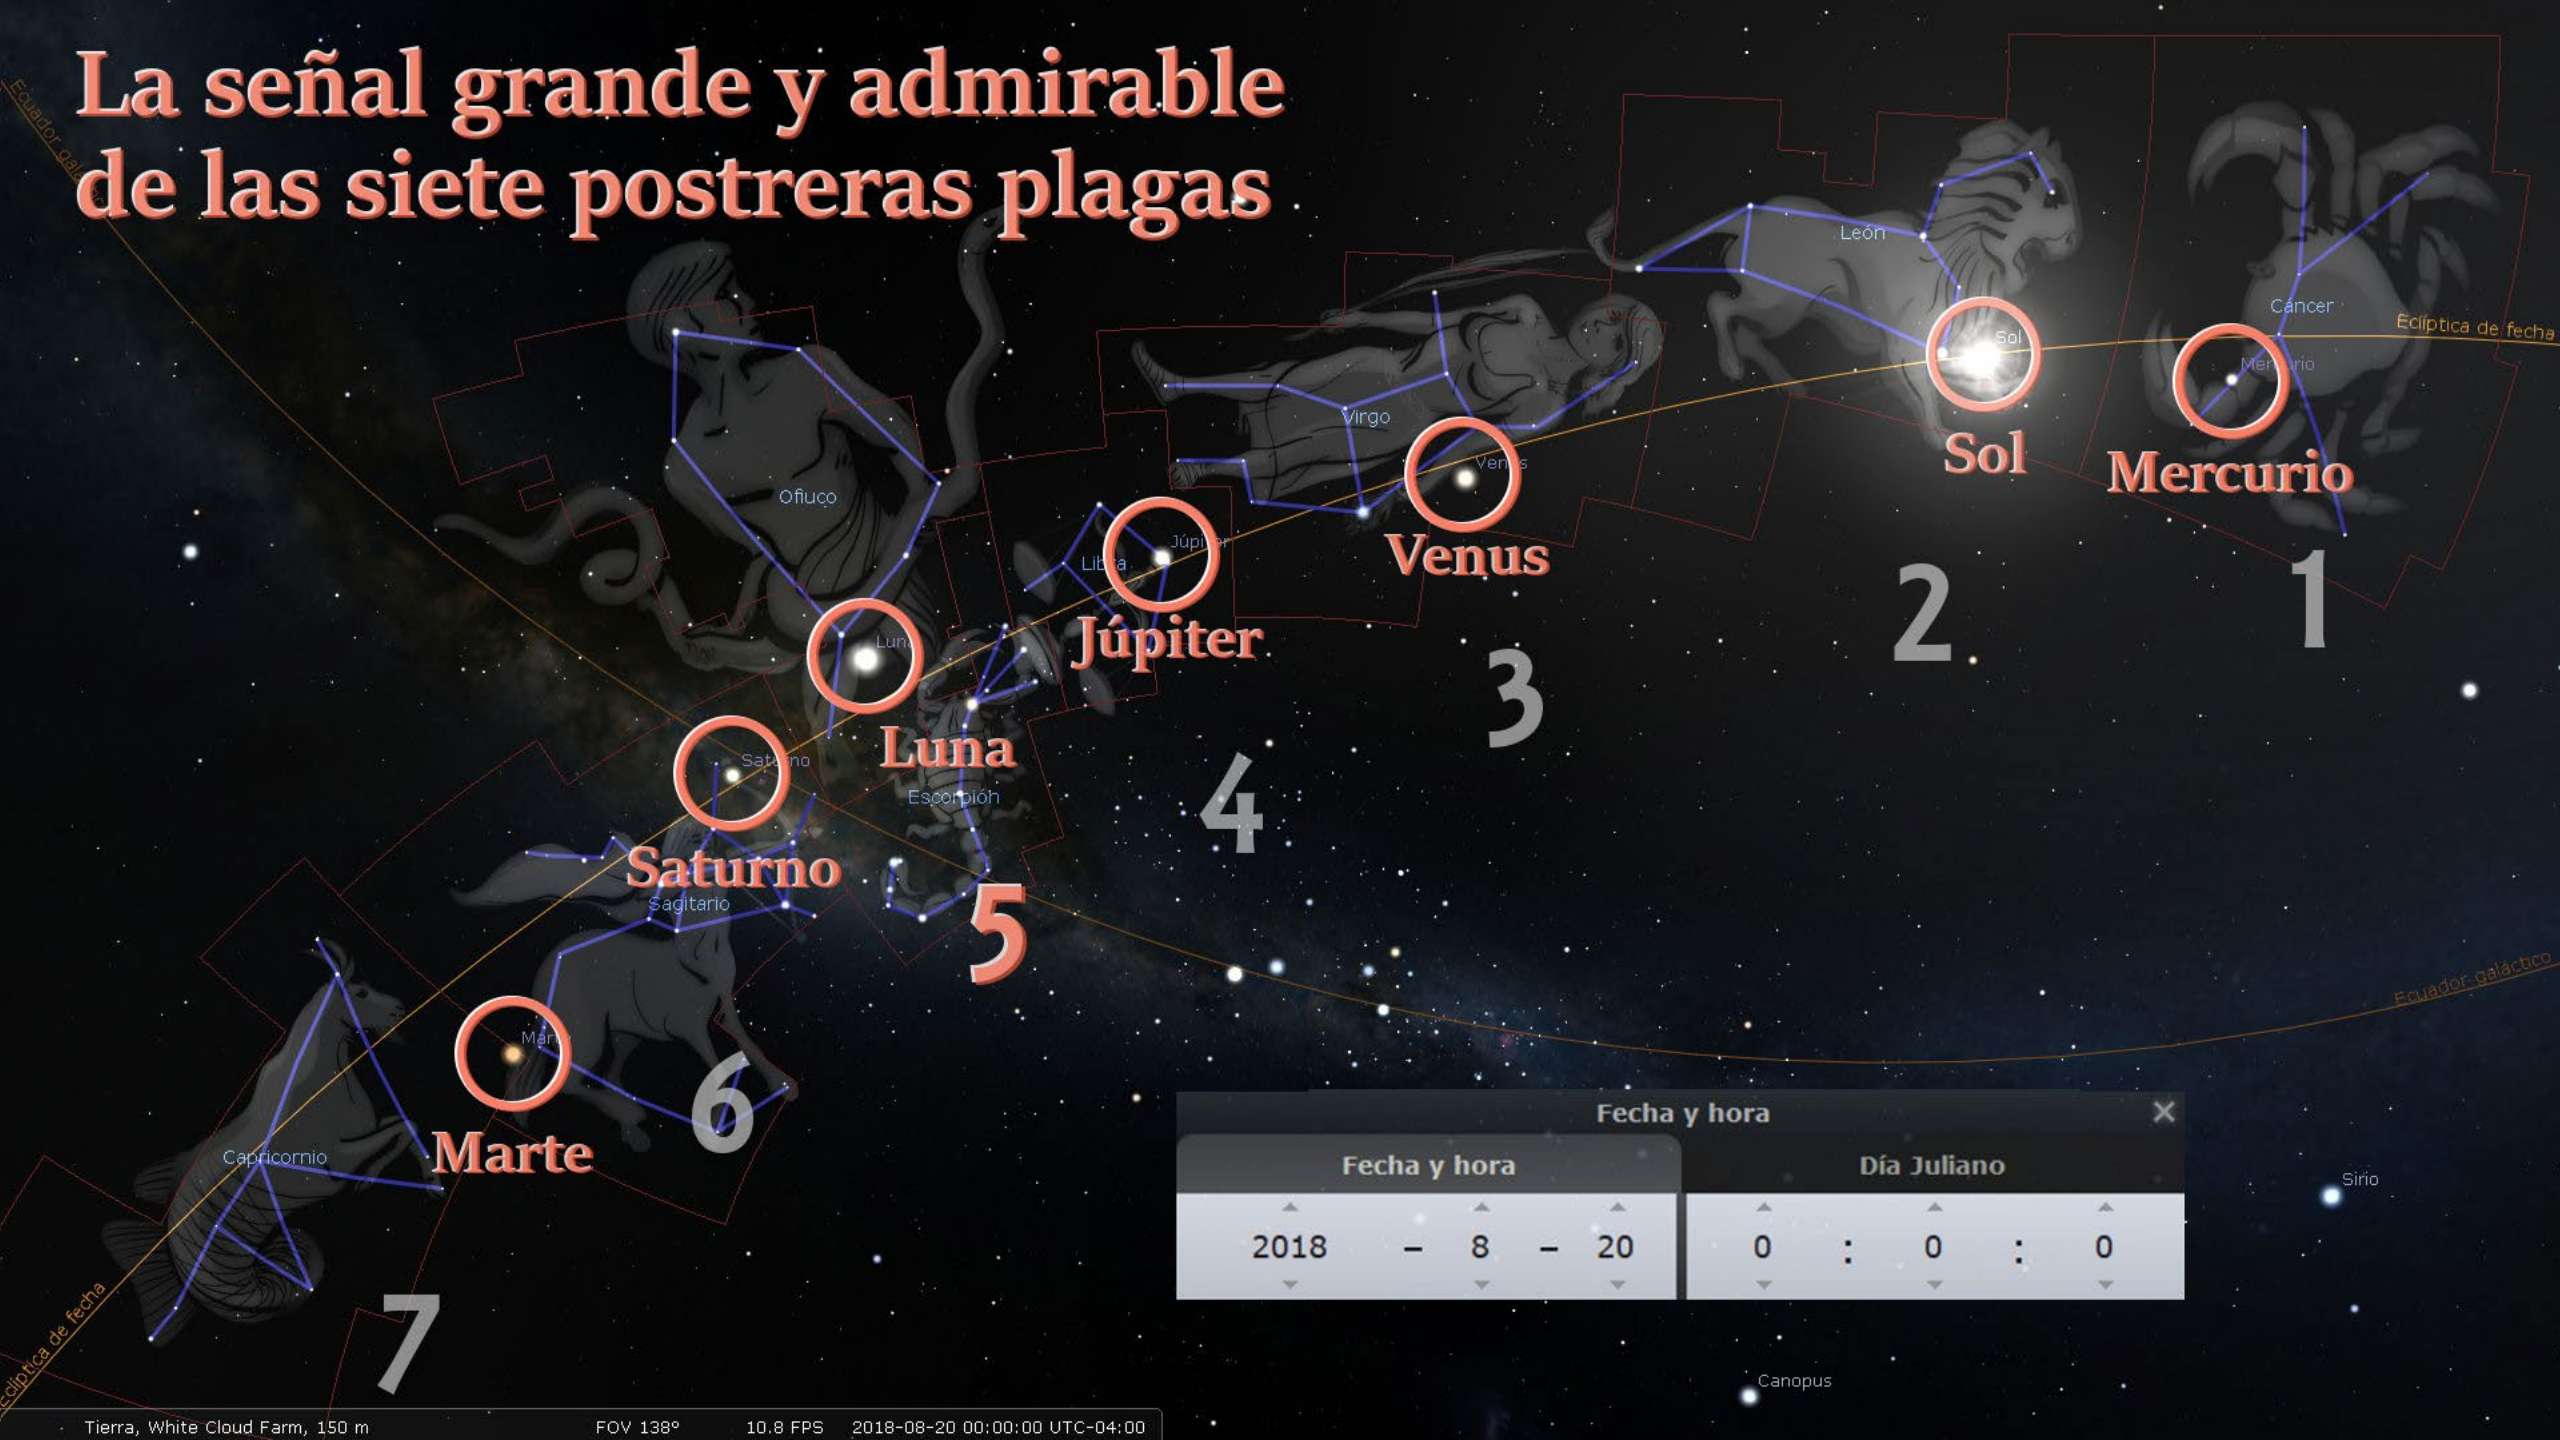 La señal grande y admirable
de las siete postreras plagas
Ecuador galáctico
León
Cáncer
Eclíptica de fecha
Sol
Mercurio
Sol
Mercurio
Virgo
Venus
Venus
Ofiuco
Júpiter
Libra
Júpiter
Luna
Luna
Saturno
Escorpión
Saturno
Sagitario
1
2
3
4
5
6
7
Ecuador galáctico
Marte
Marte
Capricornio
Eclíptica de fecha
Fecha y hora
Fecha y hora
Día Juliano
2018 - 8 - 20 0 : 0 : 0
Sirio
Canopus
Tierra, White Cloud Farm, 150 m FOV 138° 10.8 FPS 2018-08-20 00:00:00 UTC-04:00